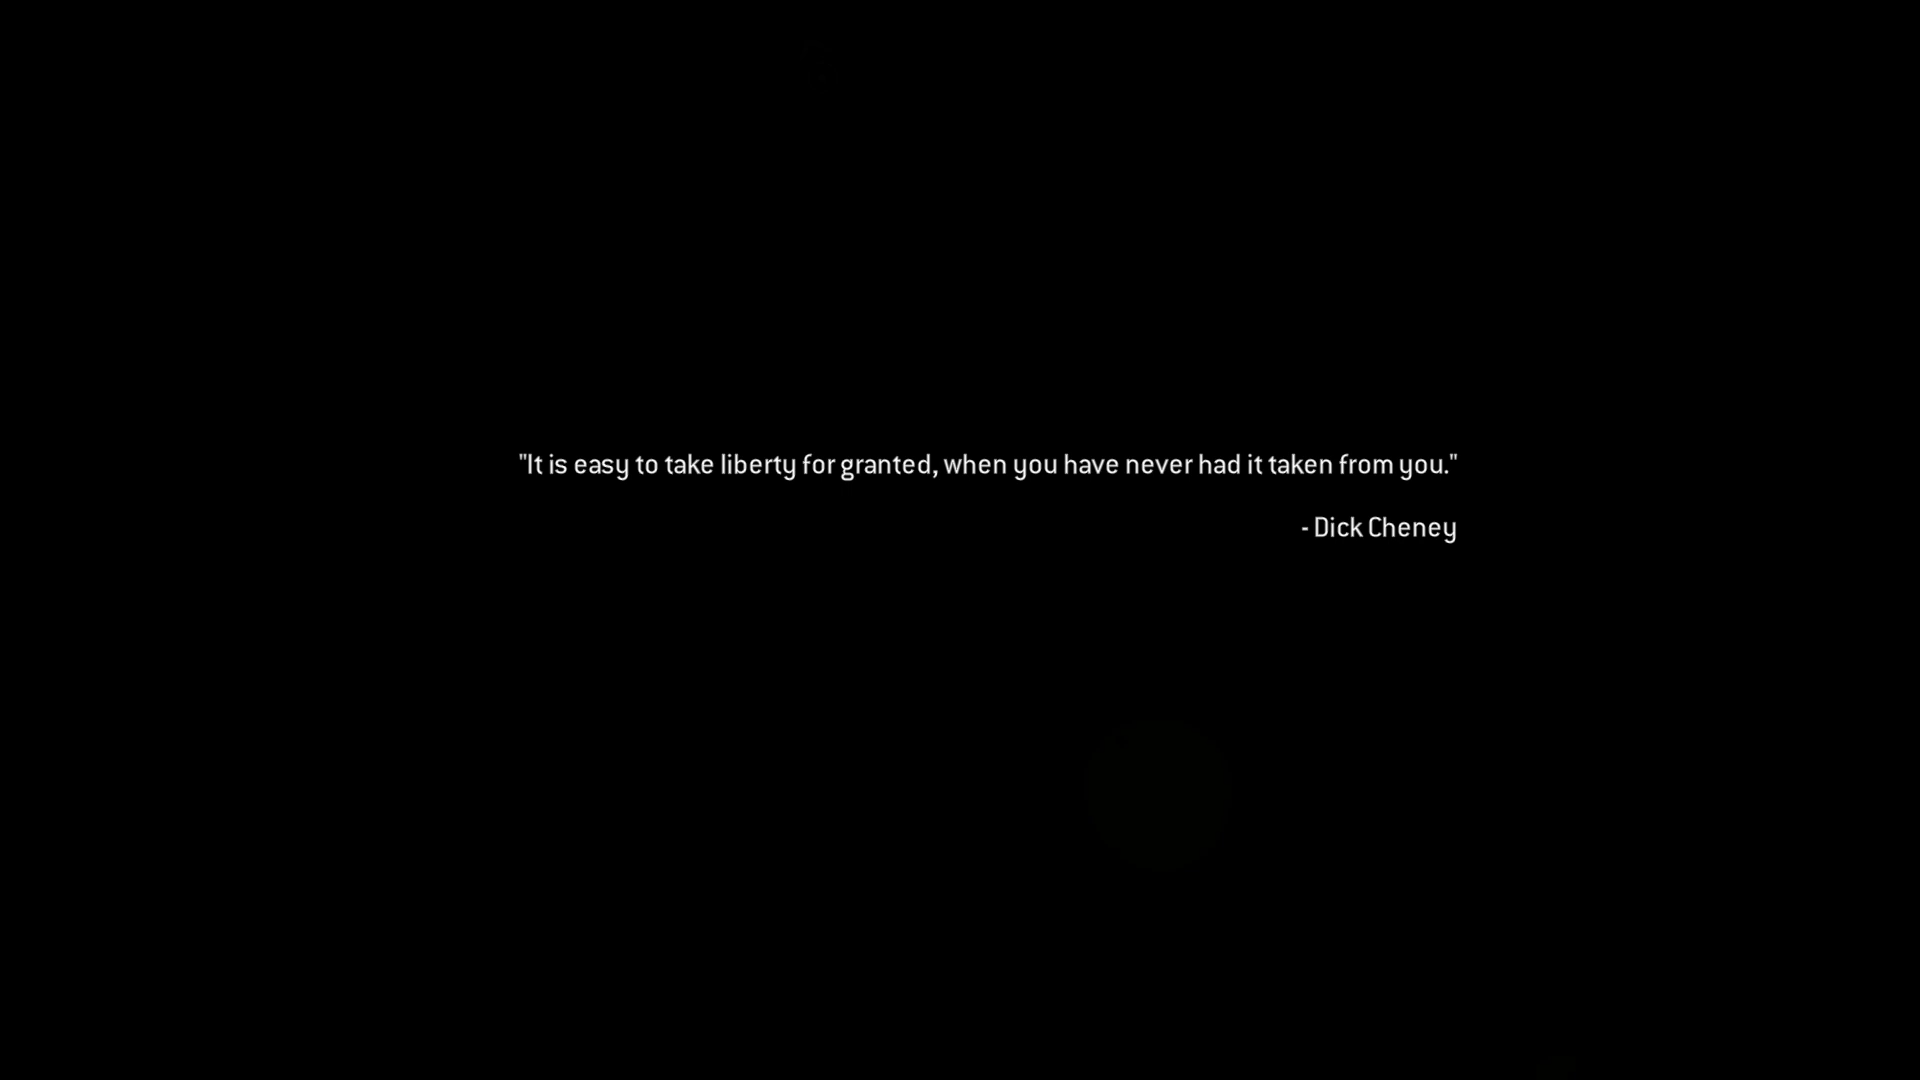 "It is easy to take liberty for granted, when you have never had it taken from you."
- Dick Cheney